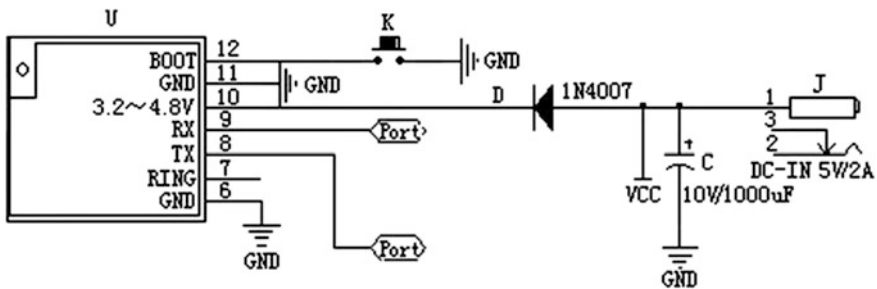 U
K
BOOT 12
GND 11
3.2～4.8V 10
RX 9
TX 8
RING 7
GND 6
GND
GND
GND
Port
Port
D
1N4007
VCC
+
C
10V/1000uF
GND
1
J
3
2
DC-IN 5V/2A